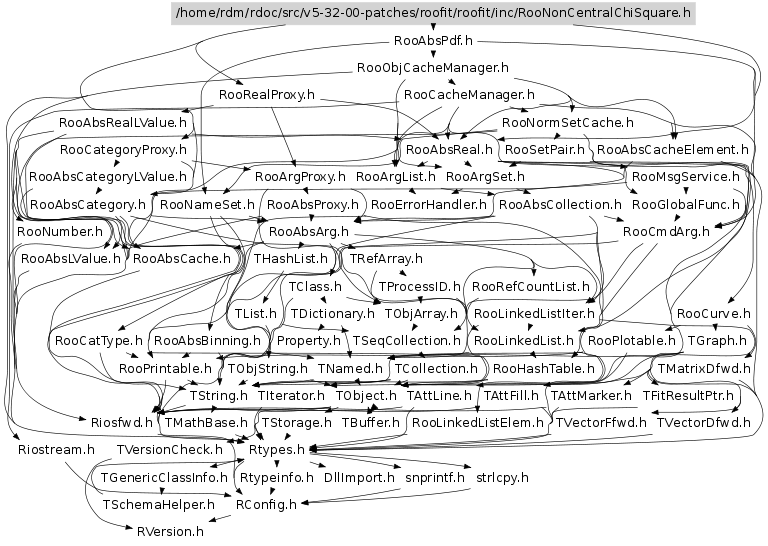 /home/rdm/rdoc/src/v5-32-00-patches/roofit/roofit/inc/RooNonCentralChiSquare.h
RooAbsPdf.h
RooObjCacheManager.h
RooRealProxy.h RooCacheManager.h
RooAbsRealLValue.h RooNormSetCache.h
RooCategoryProxy.h RooAbsReal.h RooSetPair.h RooAbsCacheElement.h
RooAbsCategoryLValue.h RooArgProxy.h RooArgList.h RooArgSet.h RooMsgService.h
RooAbsCategory.h RooNameSet.h RooAbsProxy.h RooErrorHandler.h RooAbsCollection.h RooGlobalFunc.h
RooNumber.h RooAbsArg.h RooCmdArg.h
RooAbsLValue.h RooAbsCache.h THashList.h TRefArray.h
TClass.h TProcessID.h RooRefCountList.h
TList.h TDictionary.h TObjArray.h RooLinkedListIter.h RooCurve.h
RooCatType.h RooAbsBinning.h Property.h TSeqCollection.h RooLinkedList.h RooPlotable.h TGraph.h
RooPrintable.h TObjString.h TNamed.h TCollection.h RooHashTable.h TMatrixDfwd.h
TString.h TIterator.h TObject.h TAttLine.h TAttFill.h TAttMarker.h TFitResultPtr.h
Riosfwd.h TMathBase.h TStorage.h TBuffer.h RooLinkedListElem.h TVectorFfwd.h TVectorDfwd.h
Riostream.h TVersionCheck.h Rtypes.h
TGenericClassInfo.h Rtypeinfo.h DllImport.h snprintf.h strlcpy.h
TSchemaHelper.h RConfig.h
RVersion.h